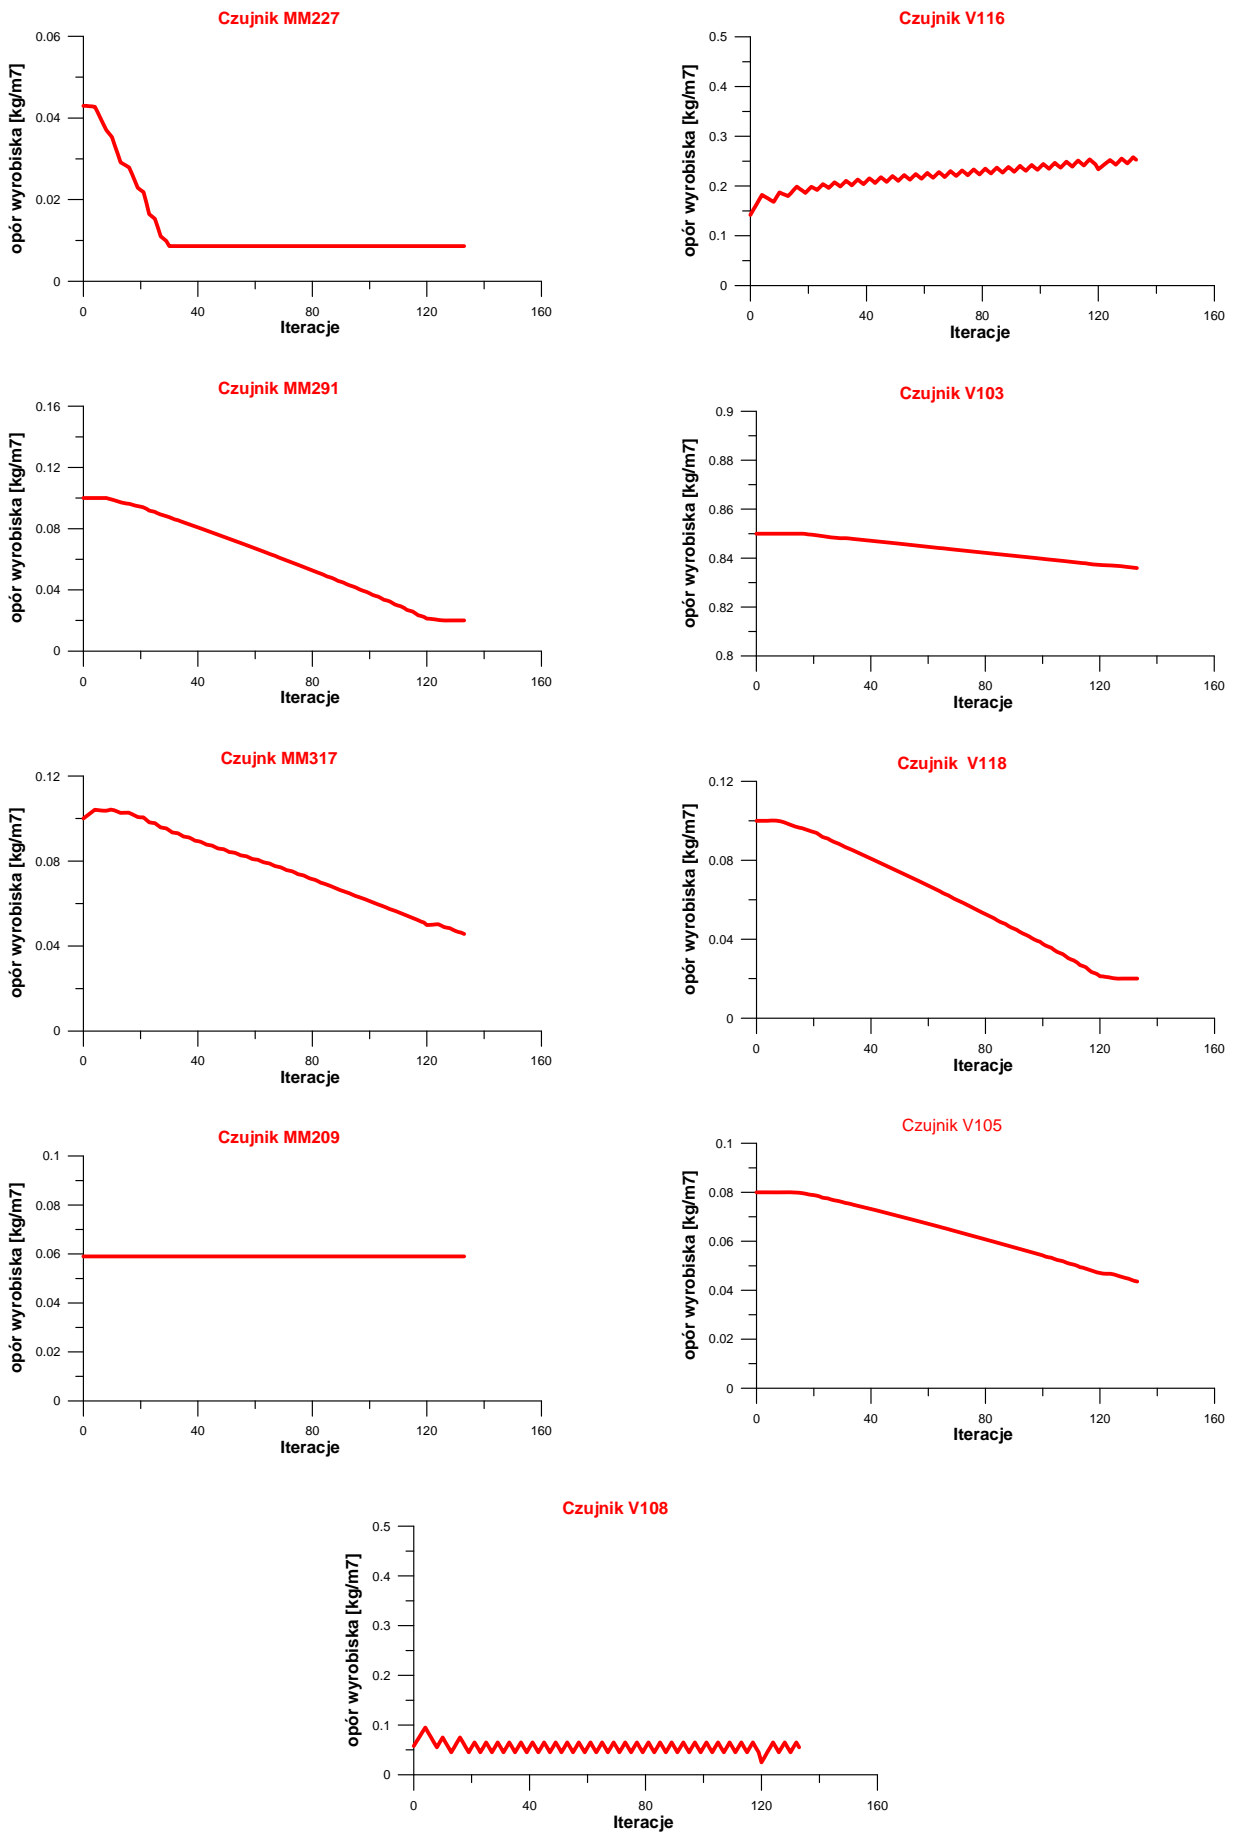 Czujnik MM227
opór wyrobiska [kg/m7]
0.06
0.04
0.02
0
0 40 80 120 160
Iteracje
Czujnik V116
opór wyrobiska [kg/m7]
0.5
0.4
0.3
0.2
0.1
0
0 40 80 120 160
Iteracje
Czujnik MM291
opór wyrobiska [kg/m7]
0.16
0.12
0.08
0.04
0
0 40 80 120 160
Iteracje
Czujnik V103
opór wyrobiska [kg/m7]
0.9
0.88
0.86
0.84
0.82
0.8
0 40 80 120 160
Iteracje
Czujnk MM317
opór wyrobiska [kg/m7]
0.12
0.08
0.04
0
0 40 80 120 160
Iteracje
Czujnik  V118
opór wyrobiska [kg/m7]
0.12
0.08
0.04
0
0 40 80 120 160
Iteracje
Czujnik MM209
opór wyrobiska [kg/m7]
0.1
0.08
0.06
0.04
0.02
0
0 40 80 120 160
Iteracje
Czujnik V105
opór wyrobiska [kg/m7]
0.1
0.08
0.06
0.04
0.02
0
0 40 80 120 160
Iteracje
Czujnik V108
opór wyrobiska [kg/m7]
0.5
0.4
0.3
0.2
0.1
0
0 40 80 120 160
Iteracje